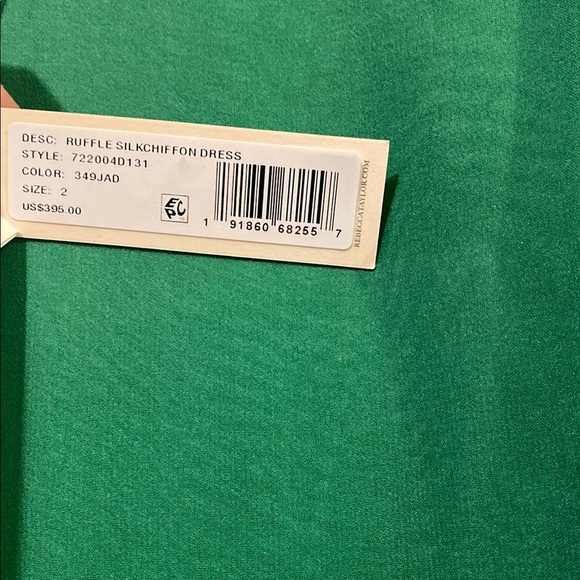 DESC: RUFFLE SILKCHIFFON DRESS
STYLE: 722004D131
COLOR: 349JAD
SIZE: 2
US$395.00
EPC
1 91860 68255 7
REBECCATAYLOR.COM